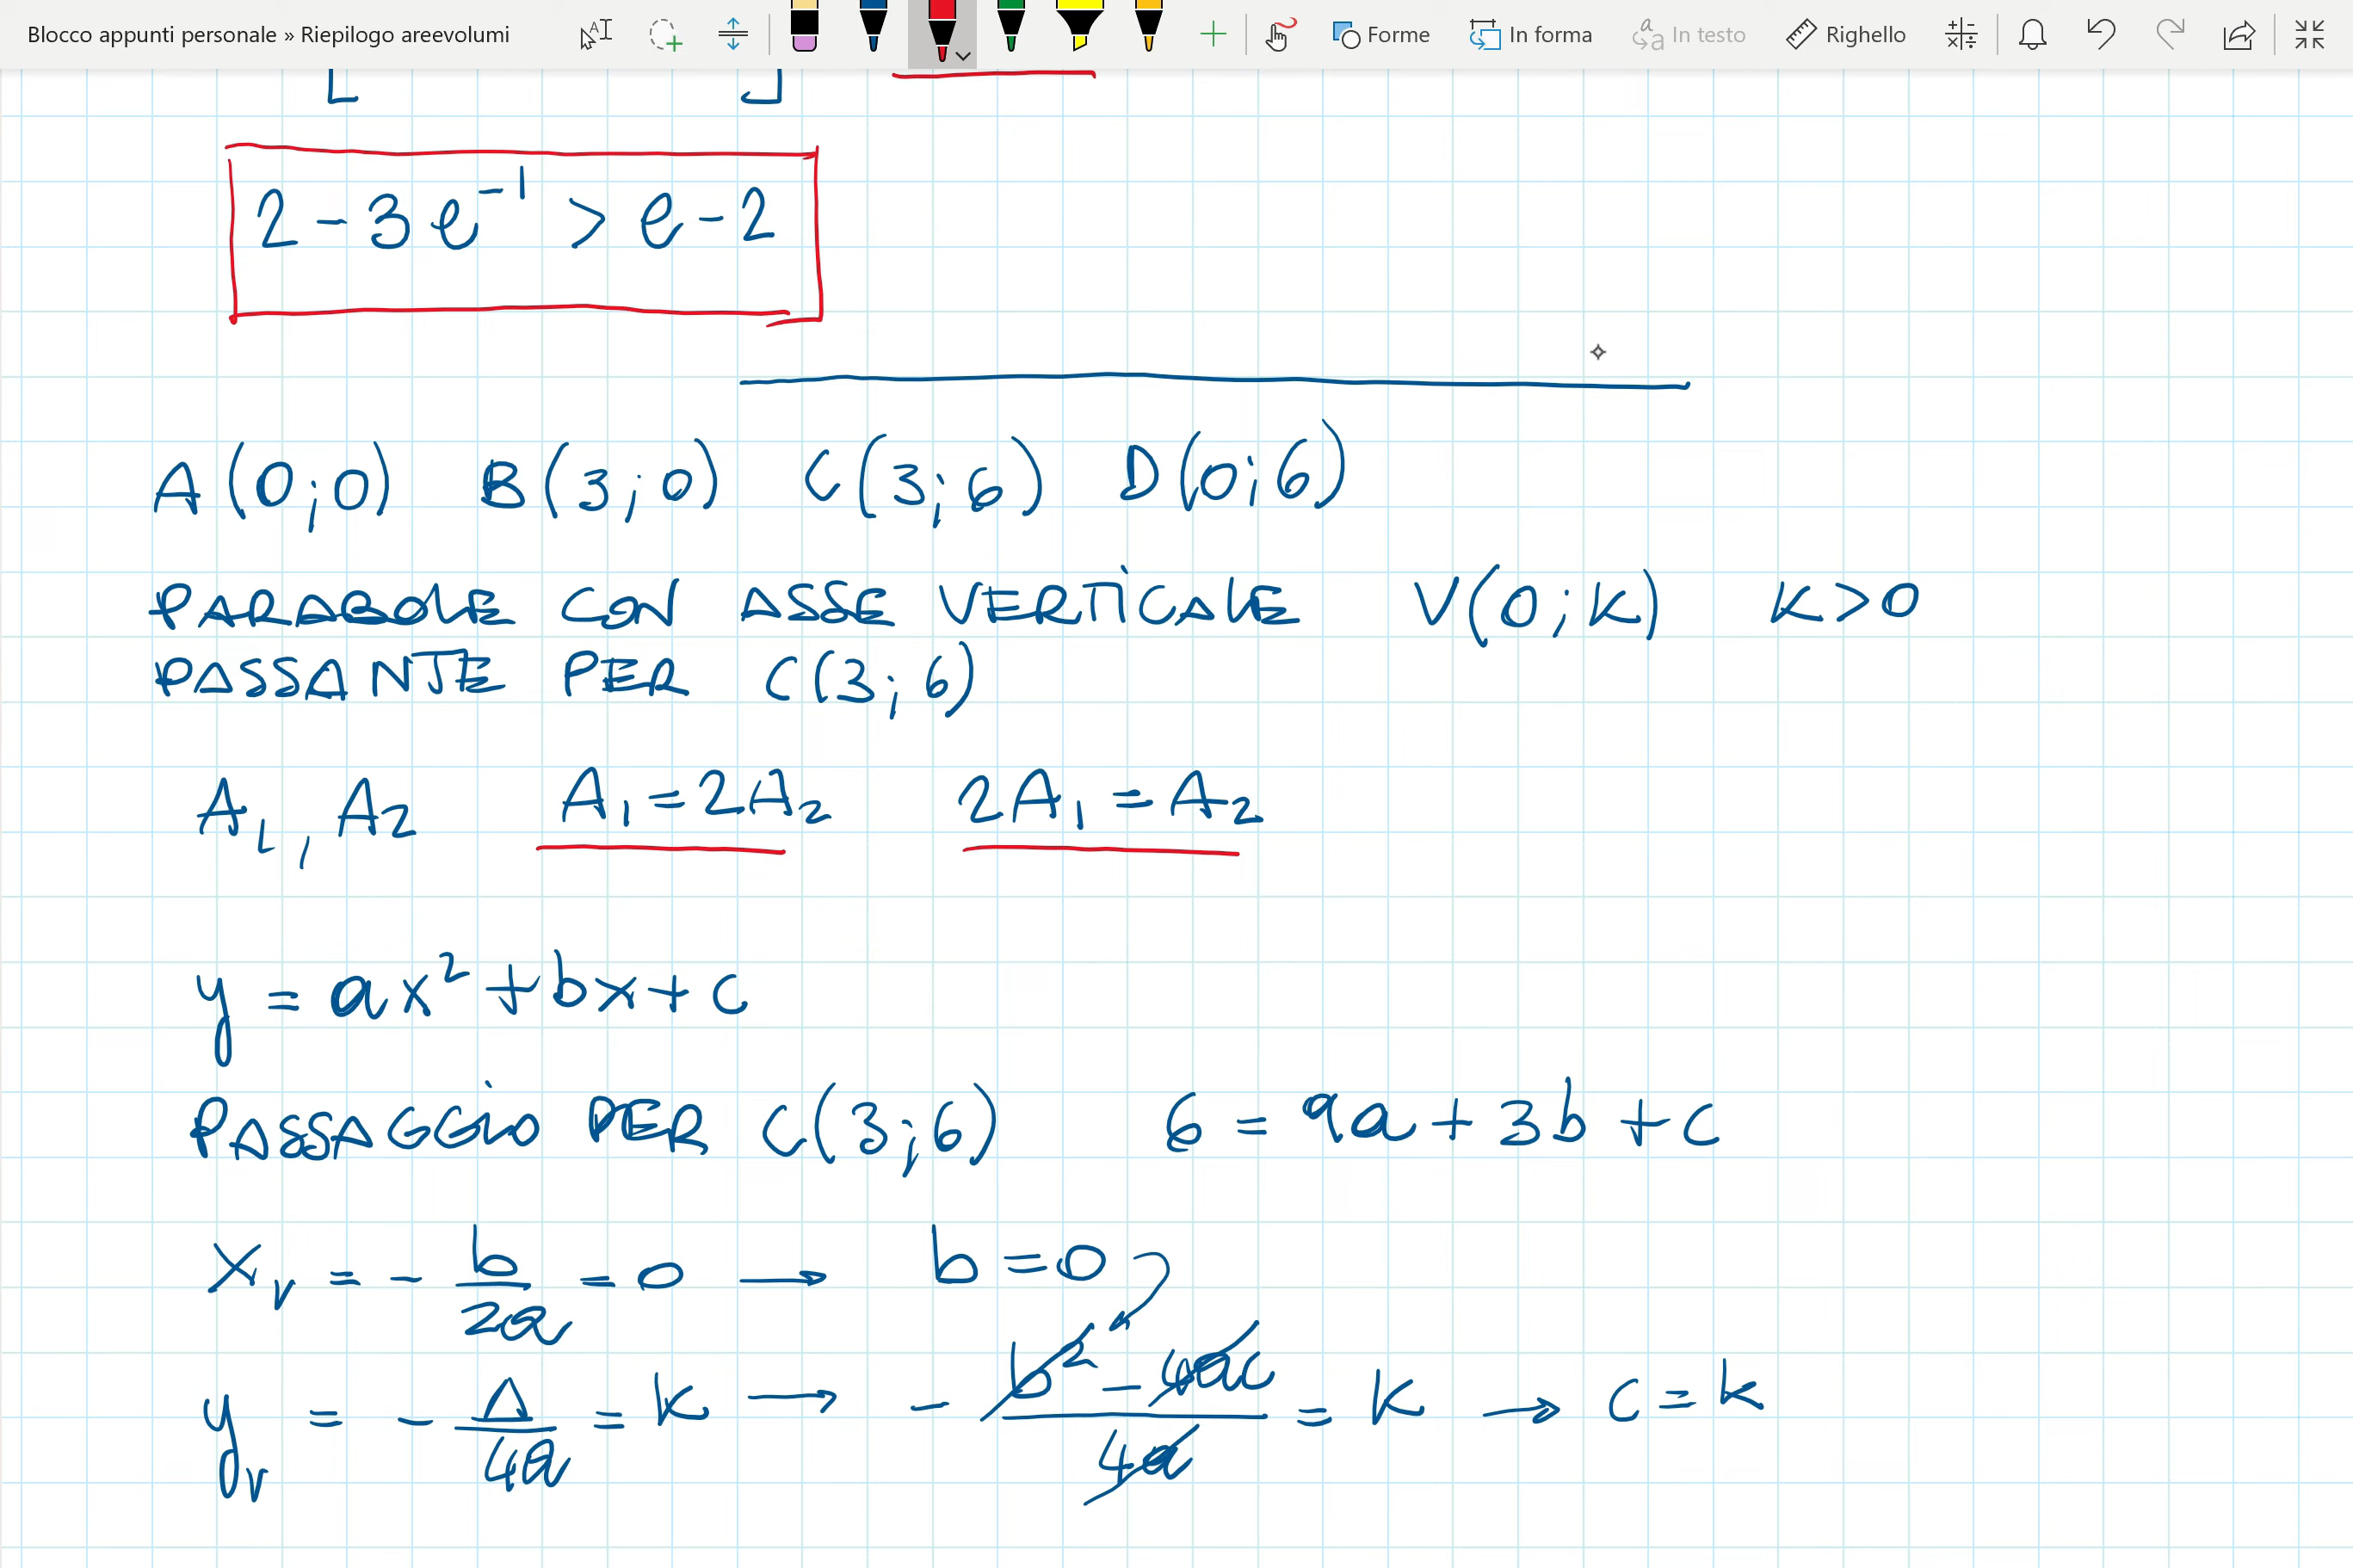 Blocco appunti personale » Riepilogo areevolumi Forme In forma In testo Righello
2 - 3e⁻¹ > e - 2
A(0;0) B(3;0) C(3;6) D(0;6)
PARABOLE CON ASSE VERTICALE V(0;K) K>0
PASSANTE PER C(3;6)
A₁, A₂ A₁ = 2A₂ 2A₁ = A₂
y = ax² + bx + c
PASSAGGIO PER C(3;6) 6 = 9a + 3b + c
xᵥ = - b/2a = 0 → b = 0
yᵥ = - Δ/4a = K → - (b² - 4ac)/4a = K → c = k